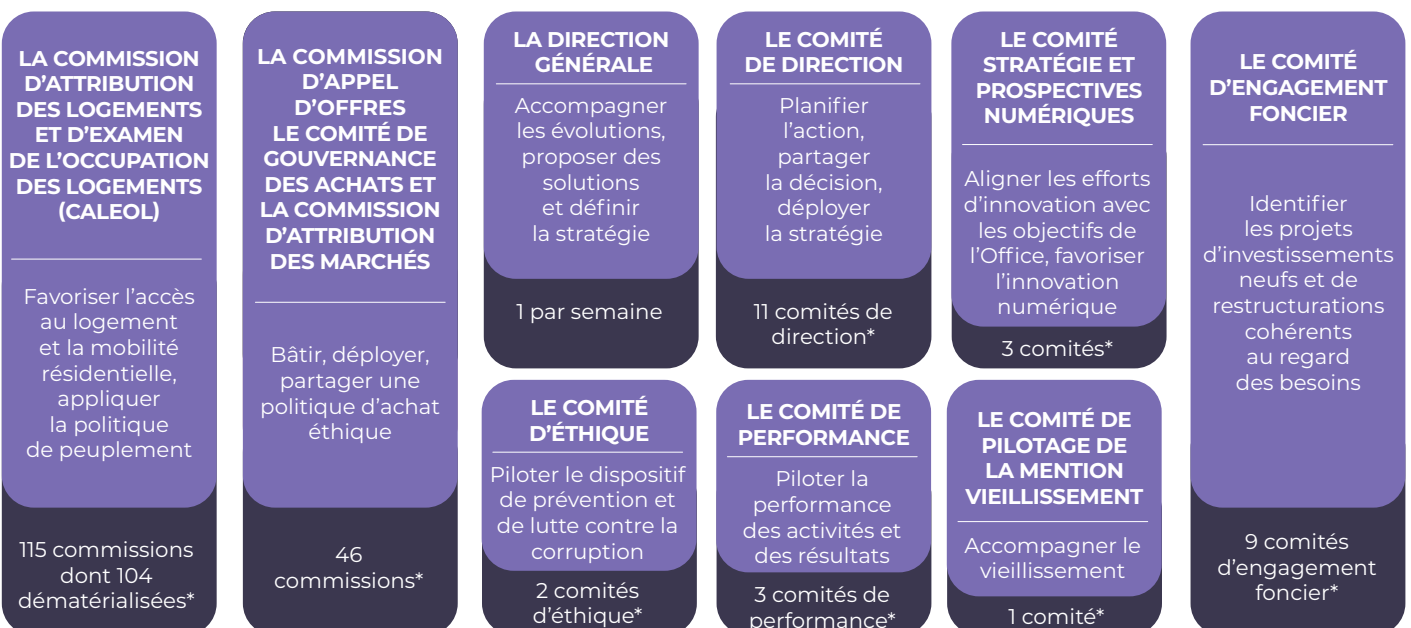 LA COMMISSION
D'ATTRIBUTION
DES LOGEMENTS
ET D'EXAMEN
DE L'OCCUPATION
DES LOGEMENTS
(CALEOL)
Favoriser l'accès
au logement
et la mobilité
résidentielle,
appliquer
la politique
de peuplement
115 commissions
dont 104
dématérialisées*
LA COMMISSION
D'APPEL
D'OFFRES
LE COMITÉ DE
GOUVERNANCE
DES ACHATS ET
LA COMMISSION
D'ATTRIBUTION
DES MARCHÉS
Bâtir, déployer,
partager une
politique d'achat
éthique
46
commissions*
LA DIRECTION
GÉNÉRALE
Accompagner
les évolutions,
proposer des
solutions
et définir
la stratégie
1 par semaine
LE COMITÉ
DE DIRECTION
Planifier
l'action,
partager
la décision,
déployer
la stratégie
11 comités de
direction*
LE COMITÉ
STRATÉGIE ET
PROSPECTIVES
NUMÉRIQUES
Aligner les efforts
d'innovation avec
les objectifs de
l'Office, favoriser
l'innovation
numérique
3 comités*
LE COMITÉ
D'ÉTHIQUE
Piloter le dispositif
de prévention et
de lutte contre la
corruption
2 comités
d'éthique*
LE COMITÉ DE
PERFORMANCE
Piloter la
performance
des activités et
des résultats
3 comités de
performance*
LE COMITÉ DE
PILOTAGE DE
LA MENTION
VIEILLISSEMENT
Accompagner le
vieillissement
1 comité*
LE COMITÉ
D'ENGAGEMENT
FONCIER
Identifier
les projets
d'investissements
neufs et de
restructurations
cohérents
au regard
des besoins
9 comités
d'engagement
foncier*